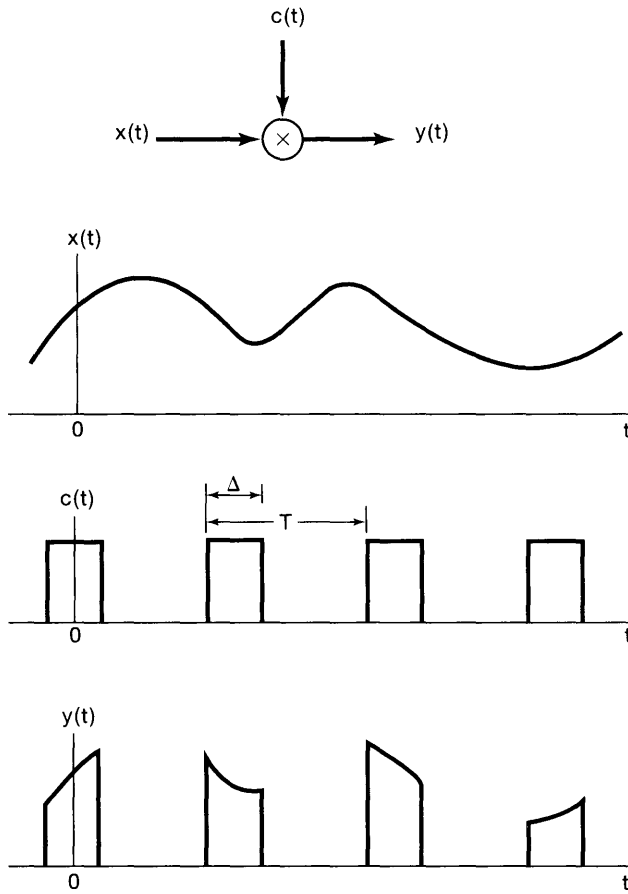 c(t)
x(t) × y(t)
x(t)
0 t
c(t) Δ
T
0 t
y(t)
0 t